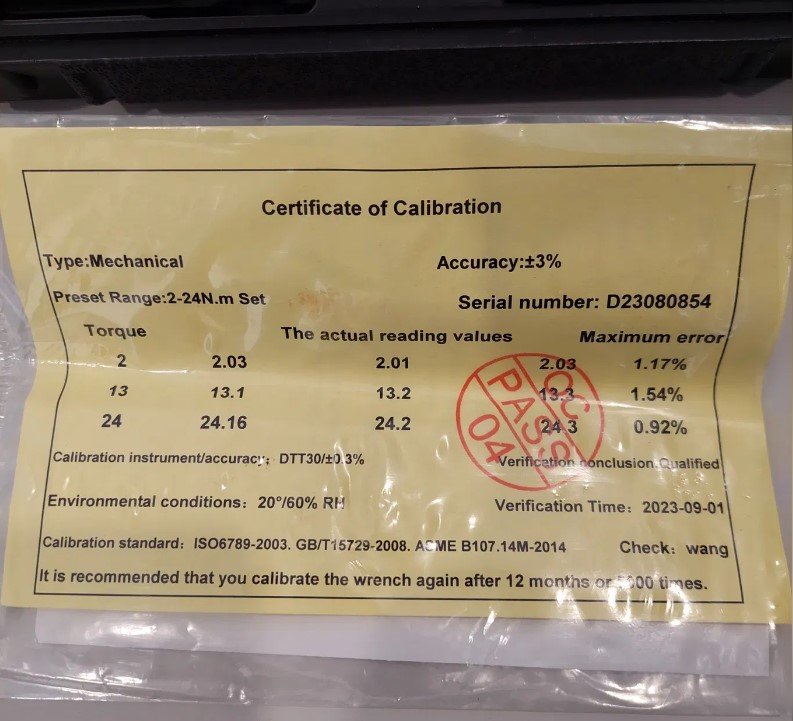 Certificate of Calibration
Type:Mechanical Accuracy:±3%
Preset Range:2-24N.m Set Serial number: D23080854
Torque The actual reading values Maximum error
2 2.03 2.01 2.03 1.17%
13 13.1 13.2 13.3 1.54%
24 24.16 24.2 24.3 0.92%
QC
PASS
04
Calibration instrument/accuracy: DTT30/±0.3% Verification conclusion:Qualified
Environmental conditions: 20°/60% RH Verification Time: 2023-09-01
Calibration standard: ISO6789-2003. GB/T15729-2008. ASME B107.14M-2014 Check: wang
It is recommended that you calibrate the wrench again after 12 months or times.